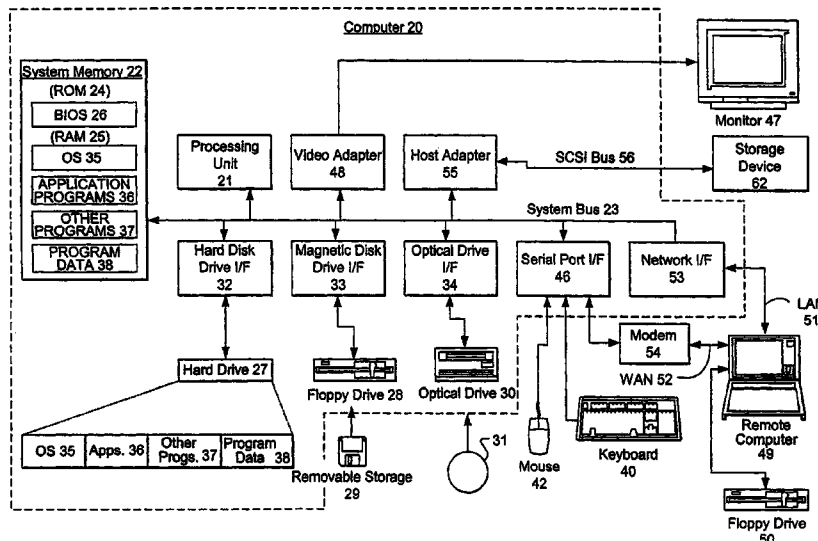 Computer 20
System Memory 22
(ROM 24)
BIOS 26
(RAM 25)
OS 35
APPLICATION
PROGRAMS 36
OTHER
PROGRAMS 37
PROGRAM
DATA 38
Processing
Unit
21
Video Adapter
48
Host Adapter
55
SCSI Bus 56
Monitor 47
Storage
Device
62
System Bus 23
Hard Disk
Drive I/F
32
Magnetic Disk
Drive I/F
33
Optical Drive
I/F
34
Serial Port I/F
46
Network I/F
53
LAN
51
Modem
54
WAN 52
Hard Drive 27
Floppy Drive 28
Optical Drive 30
OS 35
Apps. 36
Other
Progs. 37
Program
Data 38
Removable Storage
29
31
Mouse
42
Keyboard
40
Remote
Computer
49
Floppy Drive
50